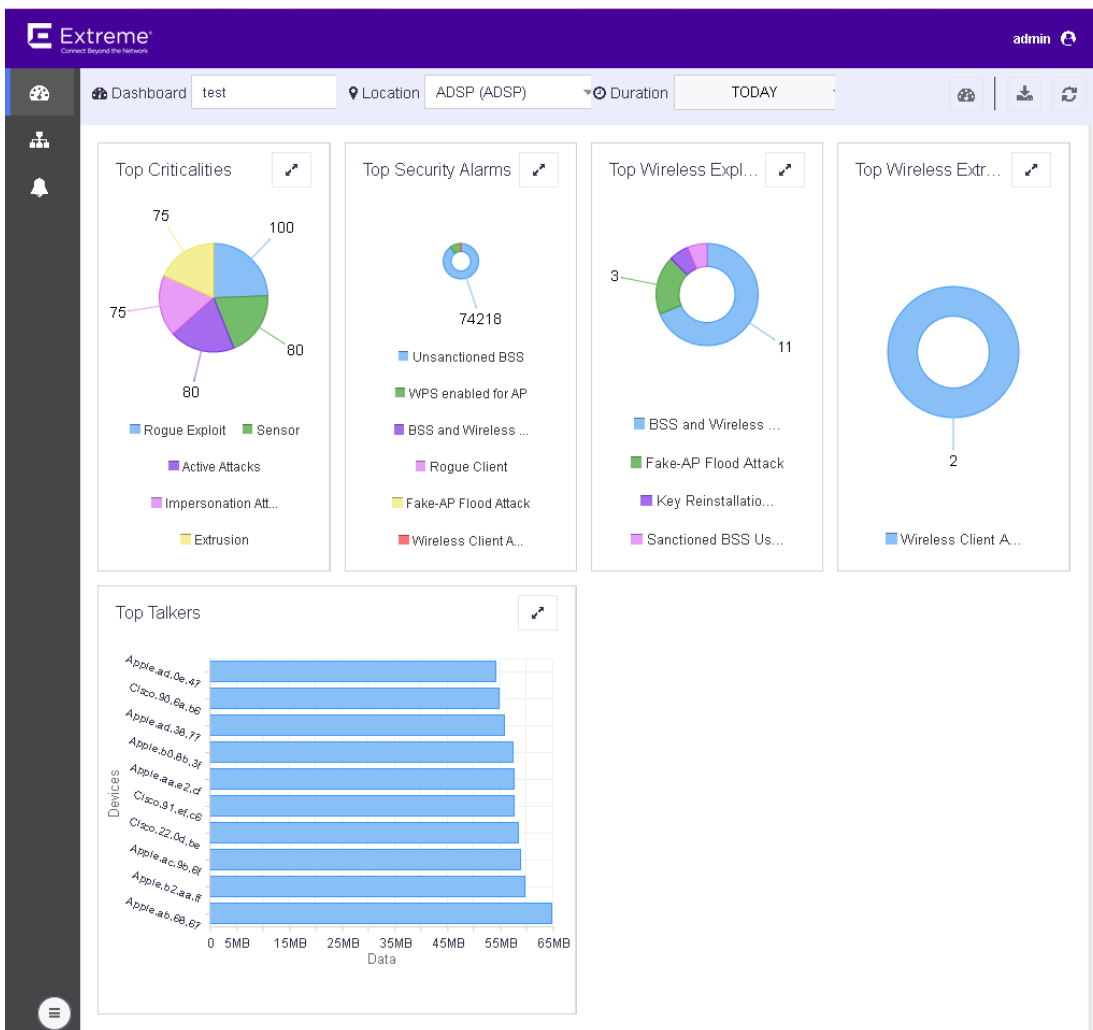 Extreme
Connect Beyond the Network
admin
Dashboard test Location ADSP (ADSP) Duration TODAY
Top Criticalities
75
100
75
80
80
Rogue Exploit Sensor
Active Attacks
Impersonation Att...
Extrusion
Top Security Alarms
74218
Unsanctioned BSS
WPS enabled for AP
BSS and Wireless ...
Rogue Client
Fake-AP Flood Attack
Wireless Client A...
Top Wireless Expl...
3
11
BSS and Wireless ...
Fake-AP Flood Attack
Key Reinstallatio...
Sanctioned BSS Us...
Top Wireless Extr...
2
Wireless Client A...
Top Talkers
Devices
Apple.ad.0e.47
Cisco.90.6a.b6
Apple.ad.38.77
Apple.b0.8b.3f
Apple.aa.e2.cf
Cisco.91.ef.c6
Cisco.22.0d.be
Apple.ac.9b.6f
Apple.b2.aa.ff
Apple.ab.68.67
0 5MB 15MB 25MB 35MB 45MB 55MB 65MB
Data